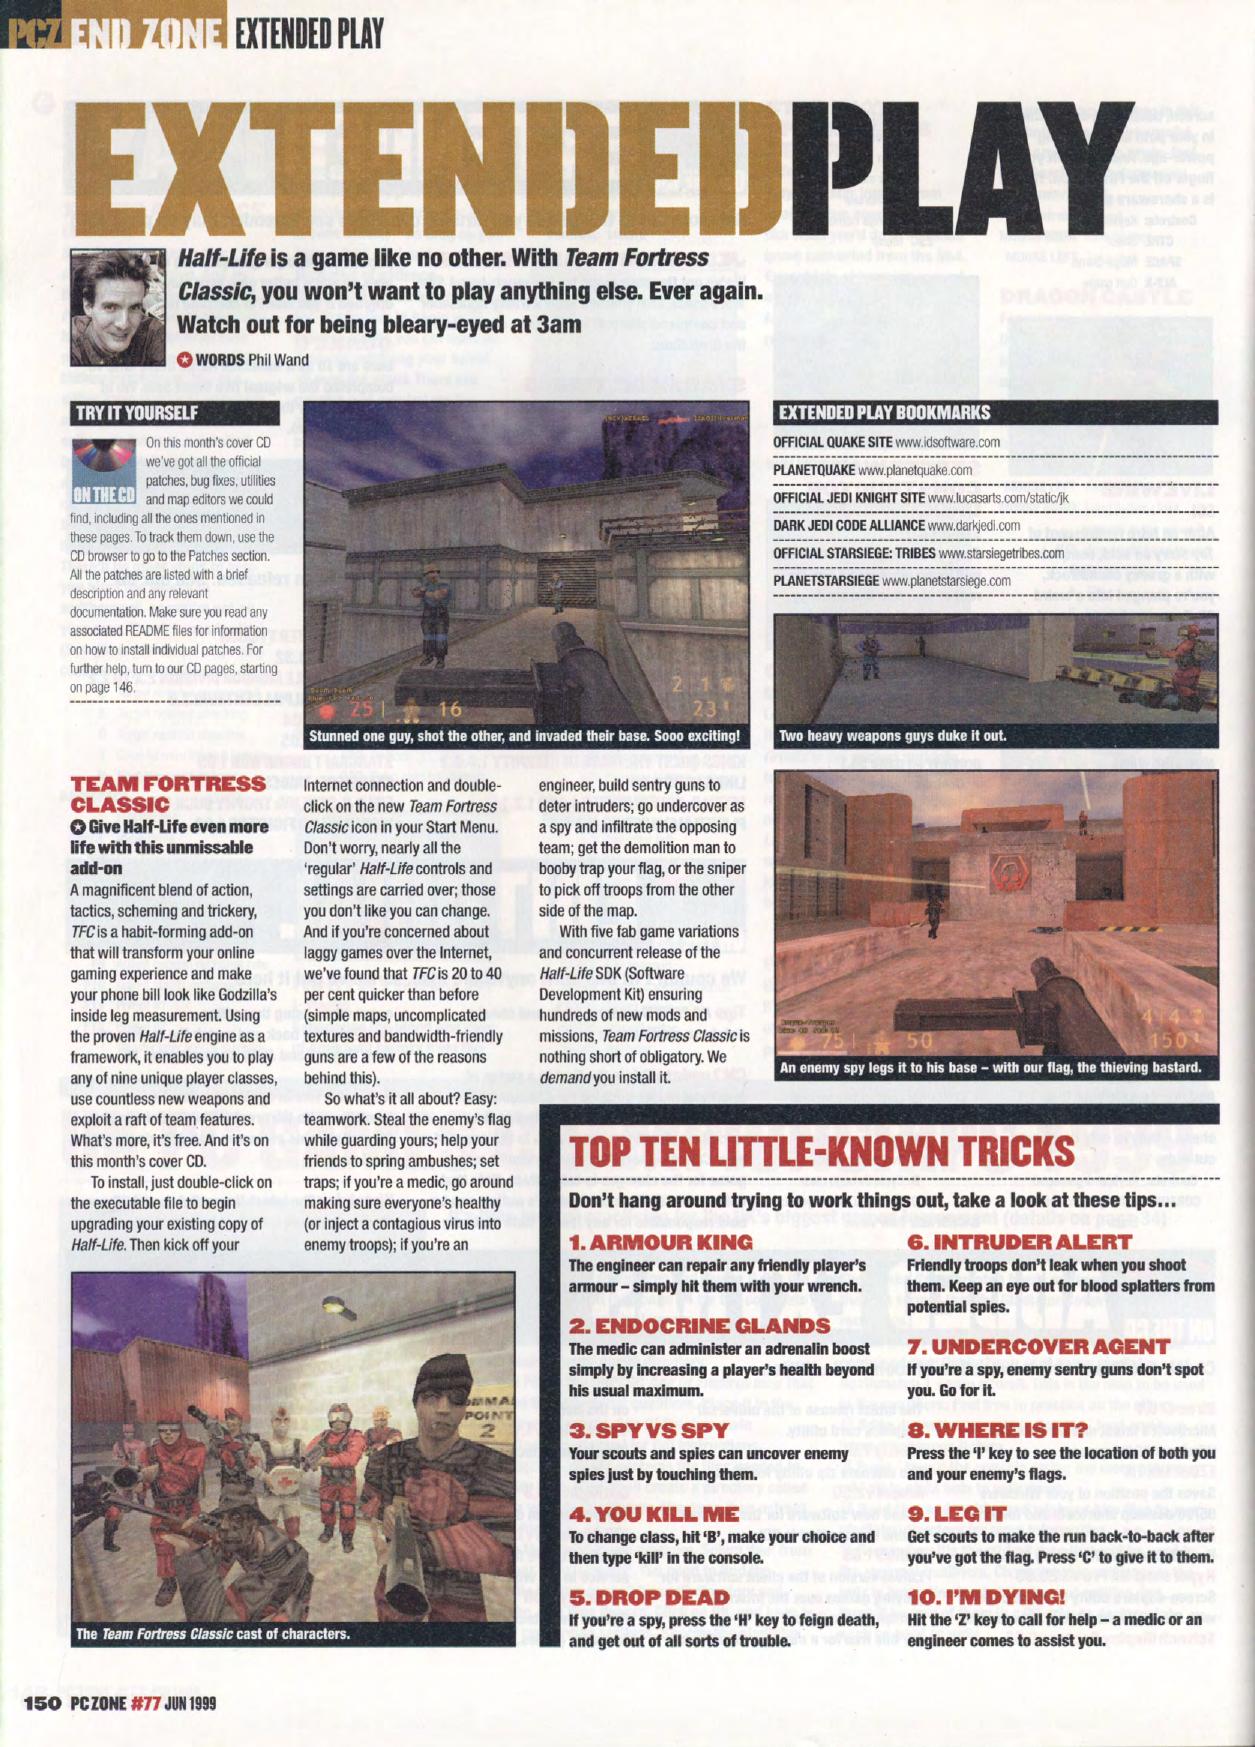 PCZ END ZONE EXTENDED PLAY
EXTENDEDPLAY
Half-Life is a game like no other. With Team Fortress
Classic, you won't want to play anything else. Ever again.
Watch out for being bleary-eyed at 3am
WORDS Phil Wand
TRY IT YOURSELF
ON THE CD
On this month's cover CD
we've got all the official
patches, bug fixes, utilities
and map editors we could
find, including all the ones mentioned in
these pages. To track them down, use the
CD browser to go to the Patches section.
All the patches are listed with a brief
description and any relevant
documentation. Make sure you read any
associated README files for information
on how to install individual patches. For
further help, turn to our CD pages, starting
on page 146.
25 16
2 1
23
Stunned one guy, shot the other, and invaded their base. Sooo exciting!
EXTENDED PLAY BOOKMARKS
OFFICIAL QUAKE SITE www.idsoftware.com
PLANETQUAKE www.planetquake.com
OFFICIAL JEDI KNIGHT SITE www.lucasarts.com/static/jk
DARK JEDI CODE ALLIANCE www.darkjedi.com
OFFICIAL STARSIEGE: TRIBES www.starsiegetribes.com
PLANETSTARSIEGE www.planetstarsiege.com
Two heavy weapons guys duke it out.
TEAM FORTRESS
CLASSIC
Give Half-Life even more
life with this unmissable
add-on
A magnificent blend of action,
tactics, scheming and trickery,
TFC is a habit-forming add-on
that will transform your online
gaming experience and make
your phone bill look like Godzilla's
inside leg measurement. Using
the proven Half-Life engine as a
framework, it enables you to play
any of nine unique player classes,
use countless new weapons and
exploit a raft of team features.
What's more, it's free. And it's on
this month's cover CD.
To install, just double-click on
the executable file to begin
upgrading your existing copy of
Half-Life. Then kick off your
Internet connection and double-
click on the new Team Fortress
Classic icon in your Start Menu.
Don't worry, nearly all the
'regular' Half-Life controls and
settings are carried over; those
you don't like you can change.
And if you're concerned about
laggy games over the Internet,
we've found that TFC is 20 to 40
per cent quicker than before
(simple maps, uncomplicated
textures and bandwidth-friendly
guns are a few of the reasons
behind this).
So what's it all about? Easy:
teamwork. Steal the enemy's flag
while guarding yours; help your
friends to spring ambushes; set
traps; if you're a medic, go around
making sure everyone's healthy
(or inject a contagious virus into
enemy troops); if you're an
engineer, build sentry guns to
deter intruders; go undercover as
a spy and infiltrate the opposing
team; get the demolition man to
booby trap your flag, or the sniper
to pick off troops from the other
side of the map.
With five fab game variations
and concurrent release of the
Half-Life SDK (Software
Development Kit) ensuring
hundreds of new mods and
missions, Team Fortress Classic is
nothing short of obligatory. We
demand you install it.
75 50
4 4
150
An enemy spy legs it to his base – with our flag, the thieving bastard.
POINT
2
The Team Fortress Classic cast of characters.
TOP TEN LITTLE-KNOWN TRICKS
Don't hang around trying to work things out, take a look at these tips...
1. ARMOUR KING
The engineer can repair any friendly player's
armour – simply hit them with your wrench.
2. ENDOCRINE GLANDS
The medic can administer an adrenalin boost
simply by increasing a player's health beyond
his usual maximum.
3. SPY VS SPY
Your scouts and spies can uncover enemy
spies just by touching them.
4. YOU KILL ME
To change class, hit 'B', make your choice and
then type 'kill' in the console.
5. DROP DEAD
If you're a spy, press the 'H' key to feign death,
and get out of all sorts of trouble.
6. INTRUDER ALERT
Friendly troops don't leak when you shoot
them. Keep an eye out for blood splatters from
potential spies.
7. UNDERCOVER AGENT
If you're a spy, enemy sentry guns don't spot
you. Go for it.
8. WHERE IS IT?
Press the 'I' key to see the location of both you
and your enemy's flags.
9. LEG IT
Get scouts to make the run back-to-back after
you've got the flag. Press 'C' to give it to them.
10. I'M DYING!
Hit the 'Z' key to call for help – a medic or an
engineer comes to assist you.
150 PC ZONE #77 JUN 1999